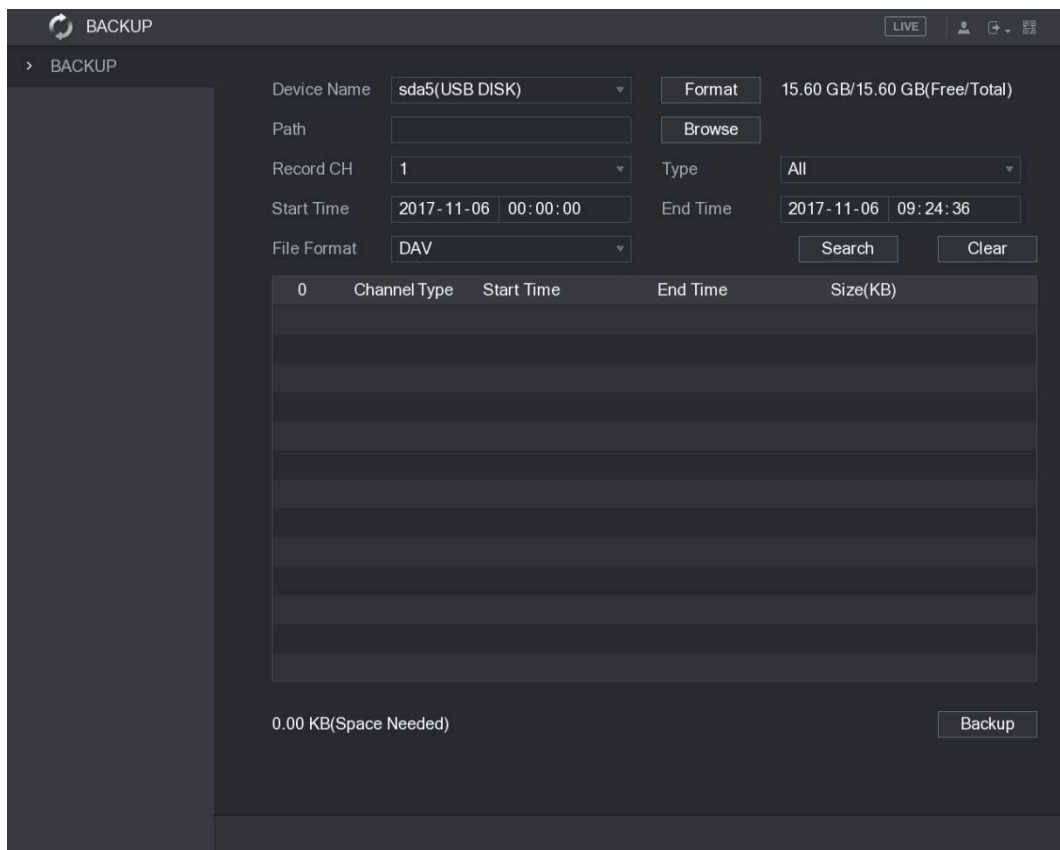 BACKUP LIVE
> BACKUP
Device Name sda5(USB DISK) Format 15.60 GB/15.60 GB(Free/Total)
Path Browse
Record CH 1 Type All
Start Time 2017-11-06 00:00:00 End Time 2017-11-06 09:24:36
File Format DAV Search Clear
0 Channel Type Start Time End Time Size(KB)
0.00 KB(Space Needed) Backup